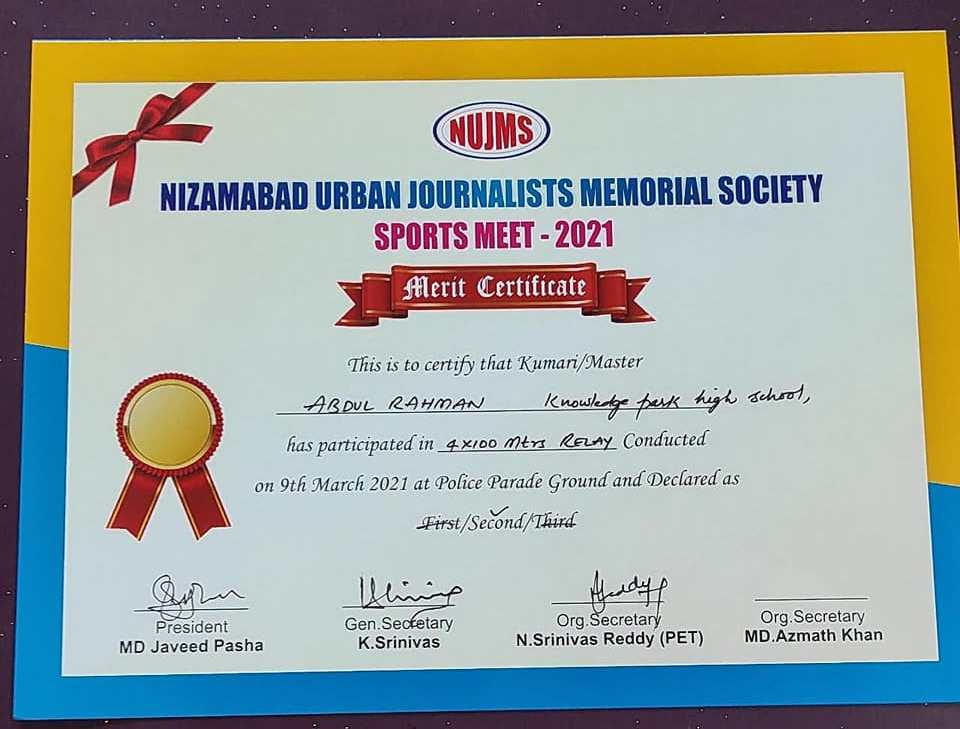 NUJMS
NIZAMABAD URBAN JOURNALISTS MEMORIAL SOCIETY
SPORTS MEET - 2021
Merit Certificate
This is to certify that Kumari/Master
ABDUL RAHMAN Knowledge park high school,
has participated in 4x100 Mtrs RELAY Conducted
on 9th March 2021 at Police Parade Ground and Declared as
First/Second/Third
President
MD Javeed Pasha
Gen.Secretary
K.Srinivas
Org.Secretary
N.Srinivas Reddy (PET)
Org.Secretary
MD.Azmath Khan